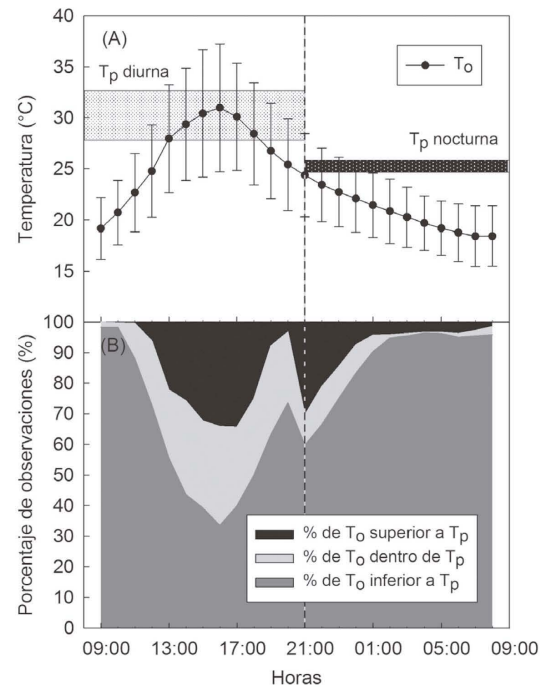 40
35
30
25
20
15
Temperatura (°C)
(A)
Tp diurna
To
Tp nocturna
100
90
80
70
60
50
40
30
20
10
0
Porcentaje de observaciones (%)
(B)
% de To superior a Tp
% de To dentro de Tp
% de To inferior a Tp
09:00 13:00 17:00 21:00 01:00 05:00 09:00
Horas